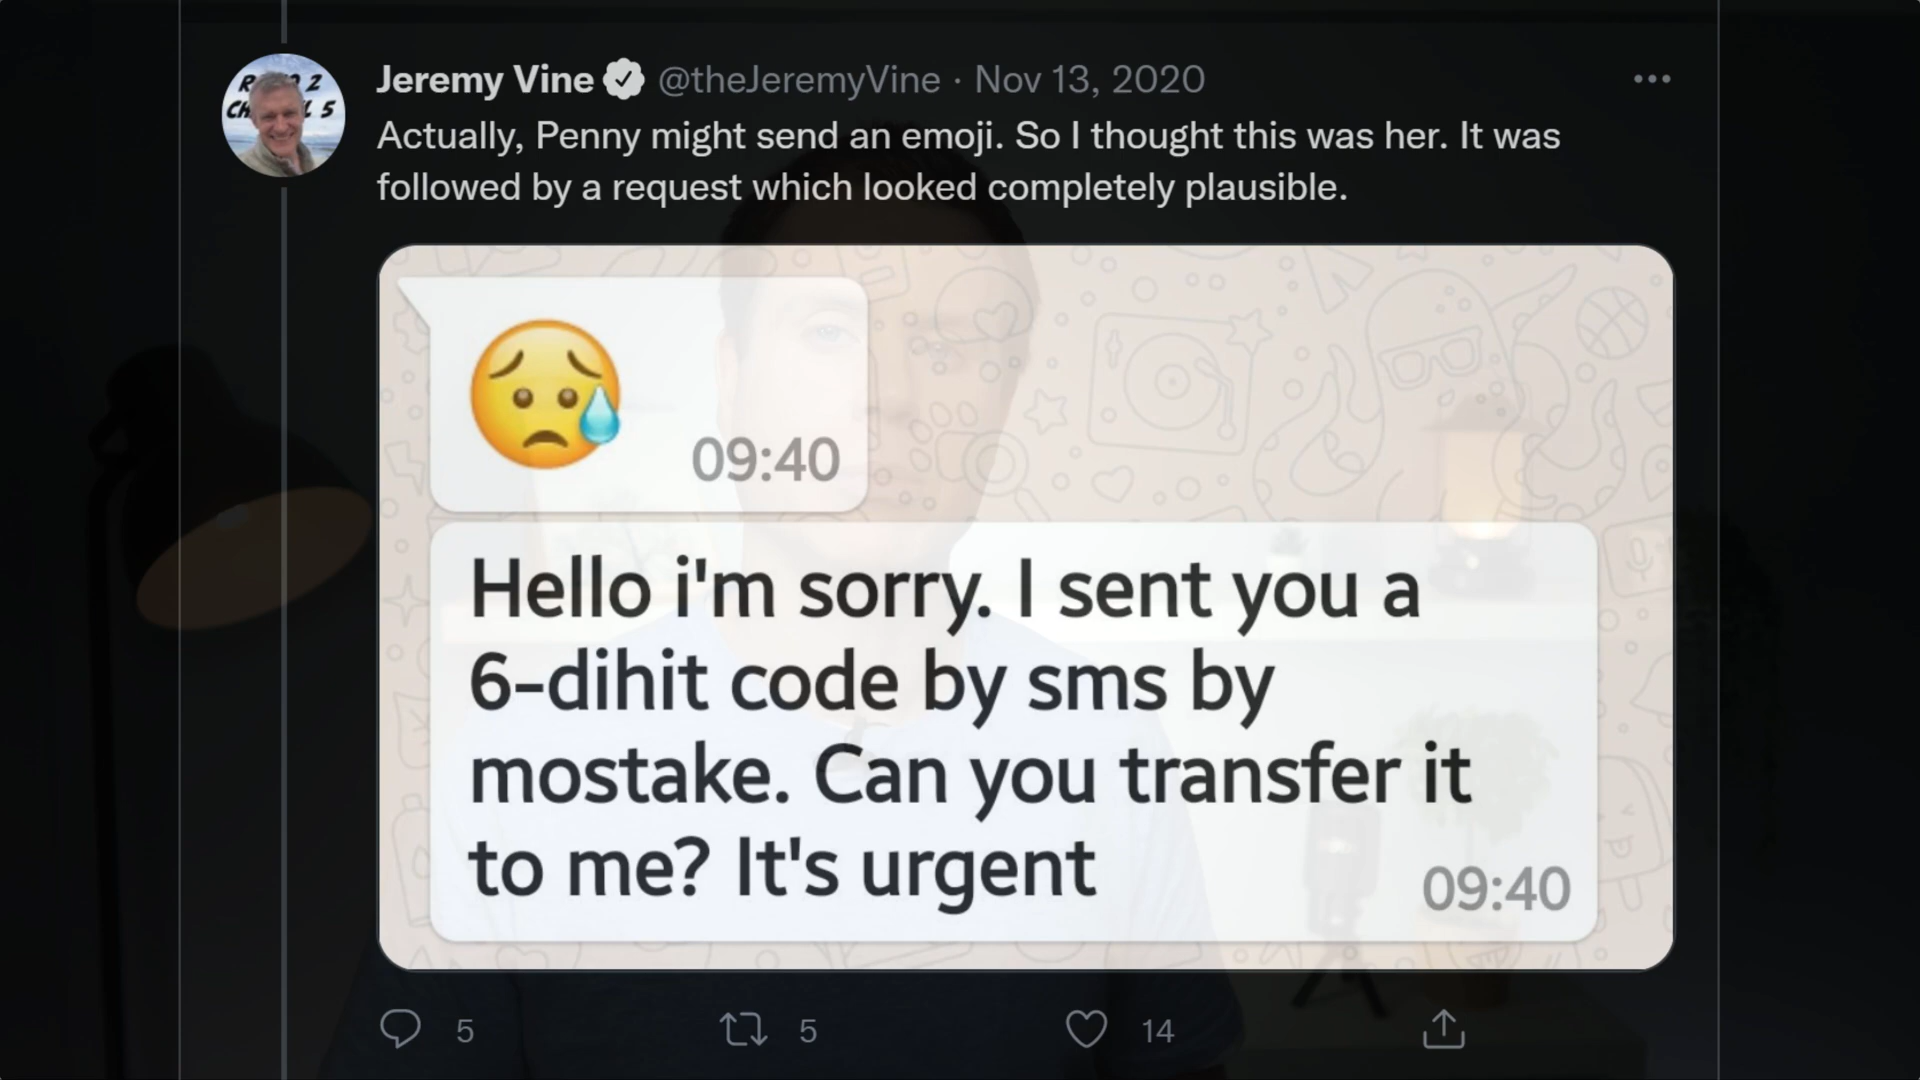 Jeremy Vine @theJeremyVine · Nov 13, 2020
Actually, Penny might send an emoji. So I thought this was her. It was
followed by a request which looked completely plausible.
09:40
Hello i'm sorry. I sent you a
6-dihit code by sms by
mostake. Can you transfer it
to me? It's urgent
09:40
5 5 14